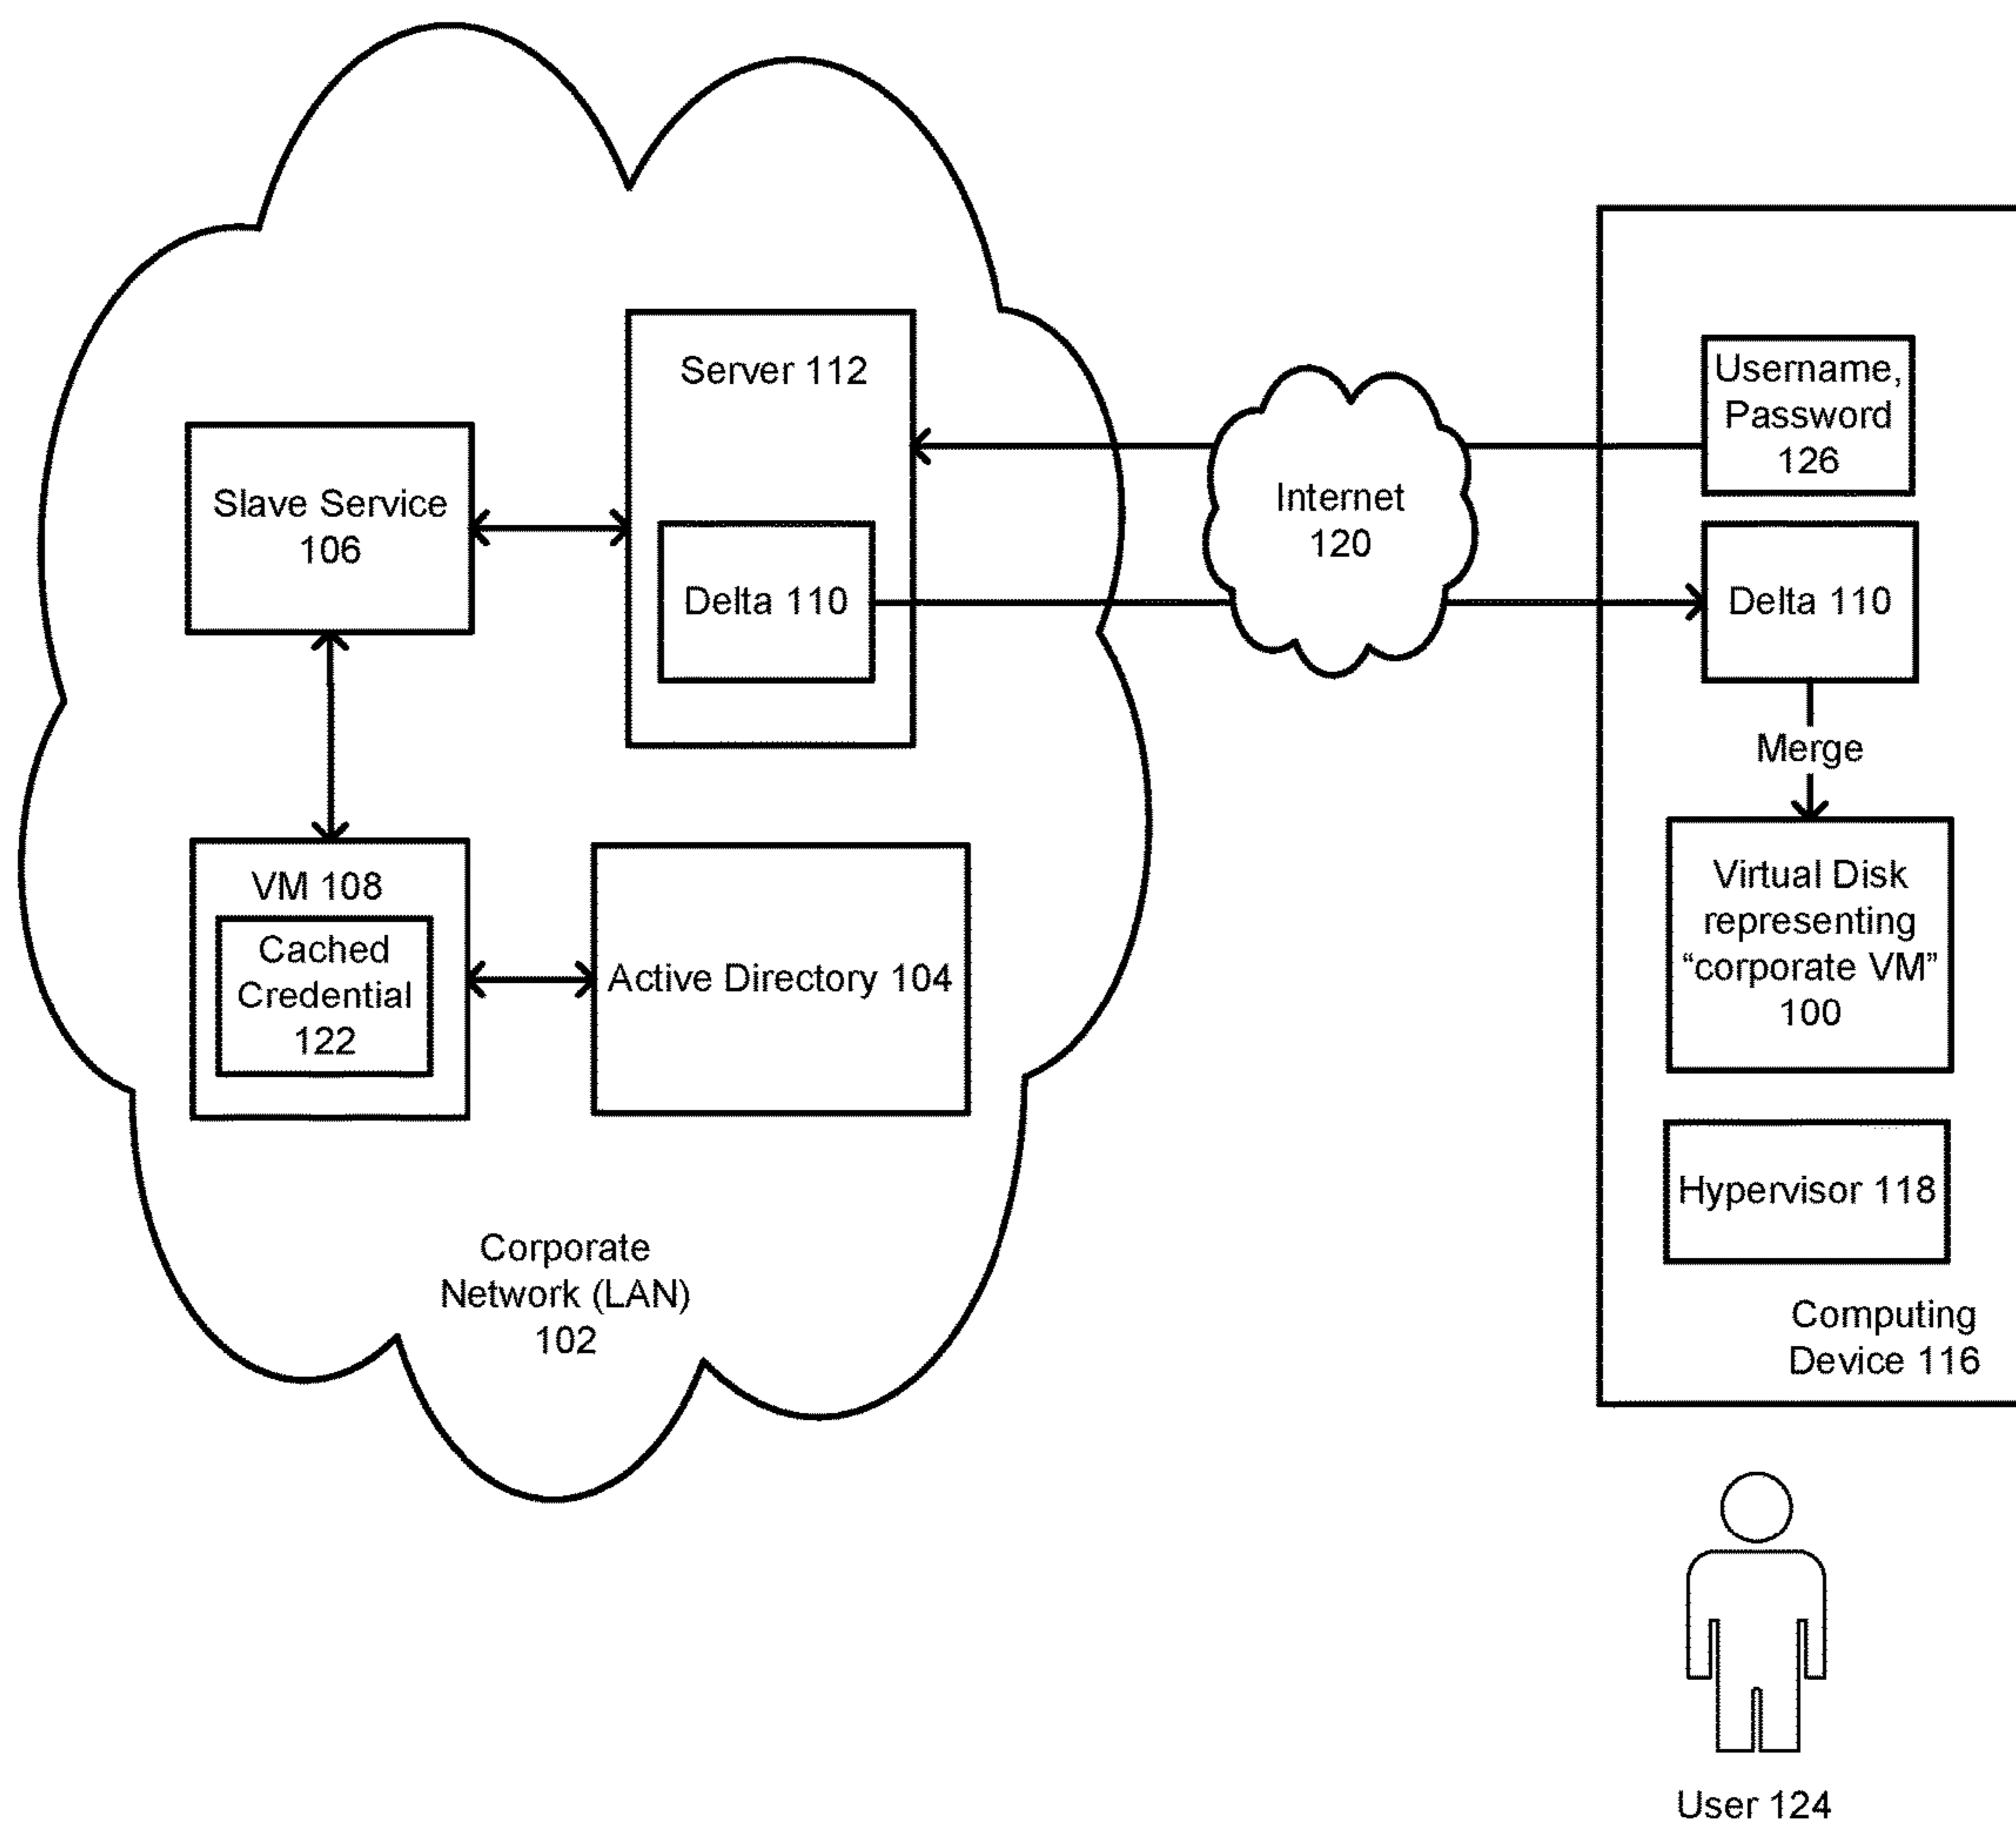 Server 112
Slave Service
106
Delta 110
VM 108
Cached
Credential
122
Active Directory 104
Corporate
Network (LAN)
102
Internet
120
Username,
Password
126
Delta 110
Merge
Virtual Disk
representing
“corporate VM”
100
Hypervisor 118
Computing
Device 116
User 124